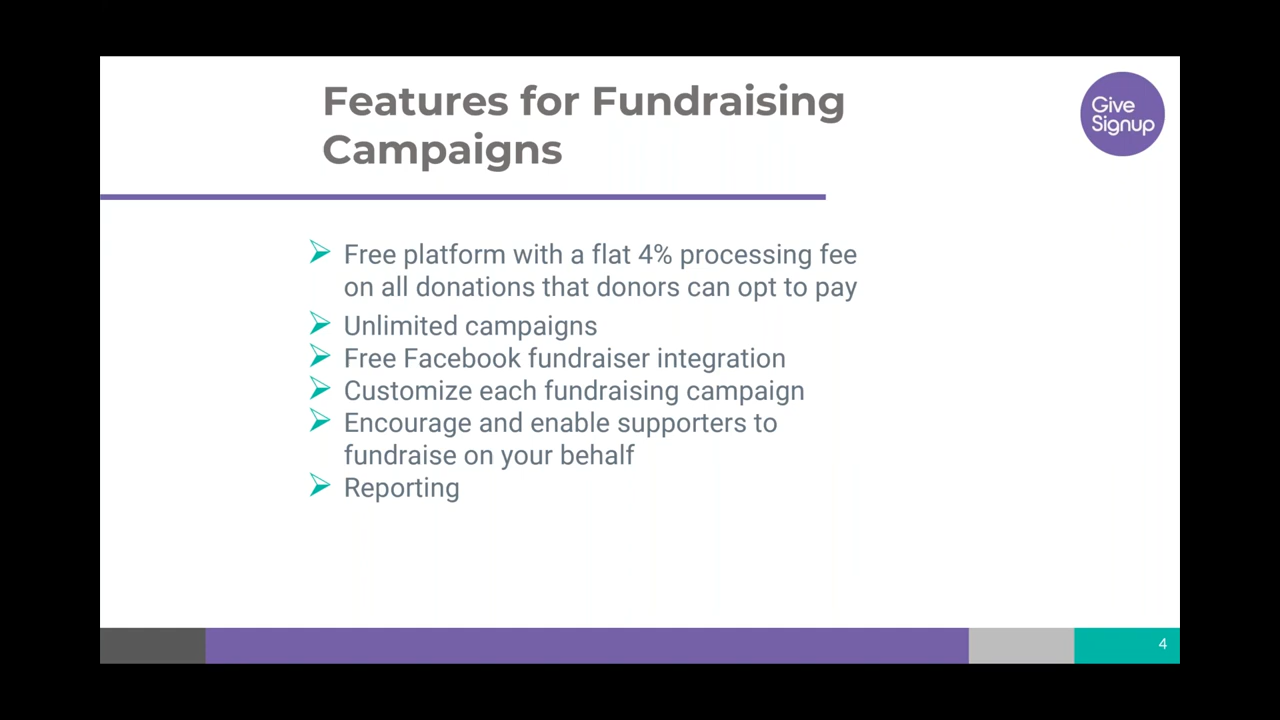 Features for Fundraising
Campaigns
Give
Signup
➢ Free platform with a flat 4% processing fee
on all donations that donors can opt to pay
➢ Unlimited campaigns
➢ Free Facebook fundraiser integration
➢ Customize each fundraising campaign
➢ Encourage and enable supporters to
fundraise on your behalf
➢ Reporting
4